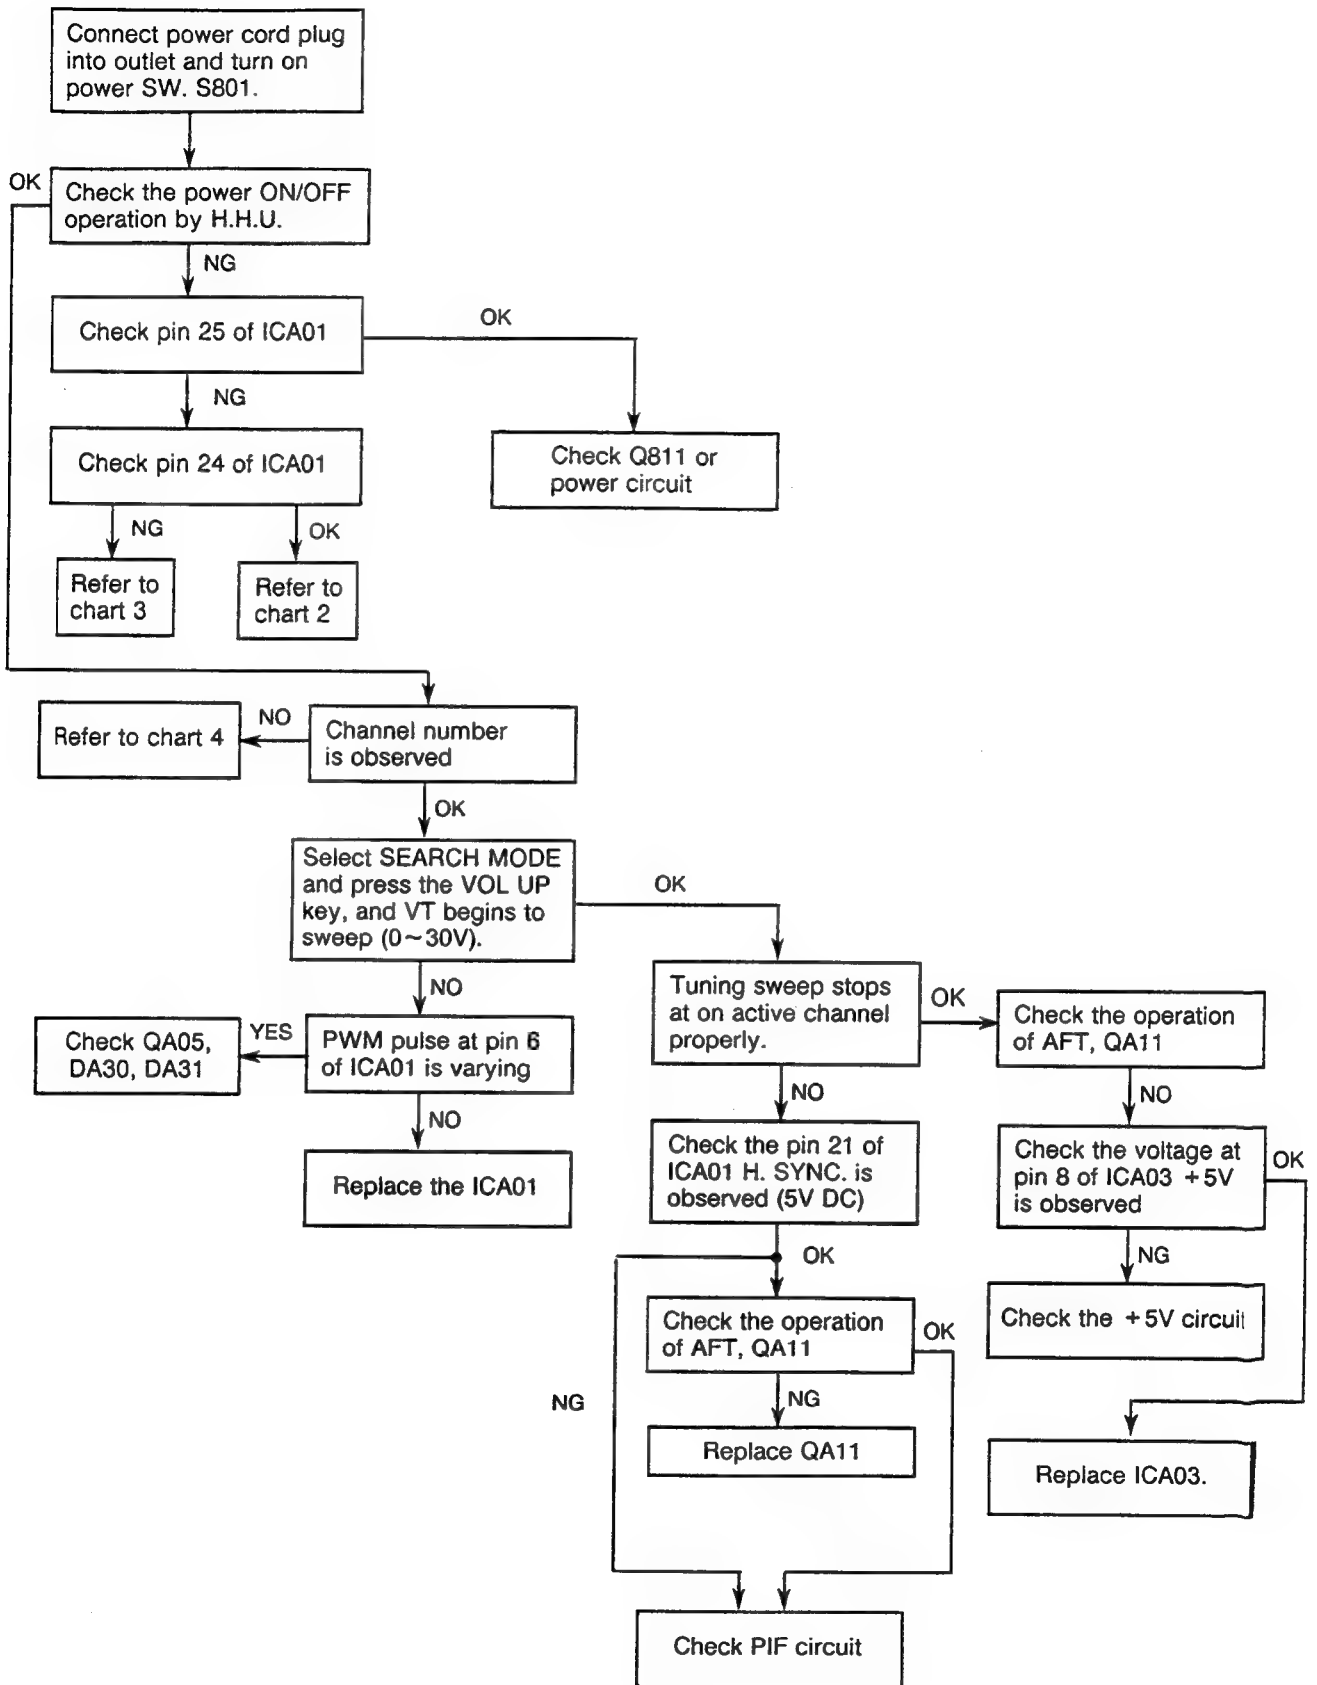 Connect power cord plug
into outlet and turn on
power SW. S801.
OK
Check the power ON/OFF
operation by H.H.U.
NG
Check pin 25 of ICA01
OK
NG
Check pin 24 of ICA01
Check Q811 or
power circuit
NG
OK
Refer to
chart 3
Refer to
chart 2
Refer to chart 4
NO
Channel number
is observed
OK
Select SEARCH MODE
and press the VOL UP
key, and VT begins to
sweep (0~30V).
OK
NO
Tuning sweep stops
at on active channel
properly.
OK
Check the operation
of AFT, QA11
Check QA05,
DA30, DA31
YES
PWM pulse at pin 6
of ICA01 is varying
NO
Replace the ICA01
NO
Check the pin 21 of
ICA01 H. SYNC. is
observed (5V DC)
NO
Check the voltage at
pin 8 of ICA03 +5V
is observed
OK
OK
NG
Check the operation
of AFT, QA11
OK
Check the +5V circuit
NG
NG
Replace QA11
Replace ICA03.
Check PIF circuit